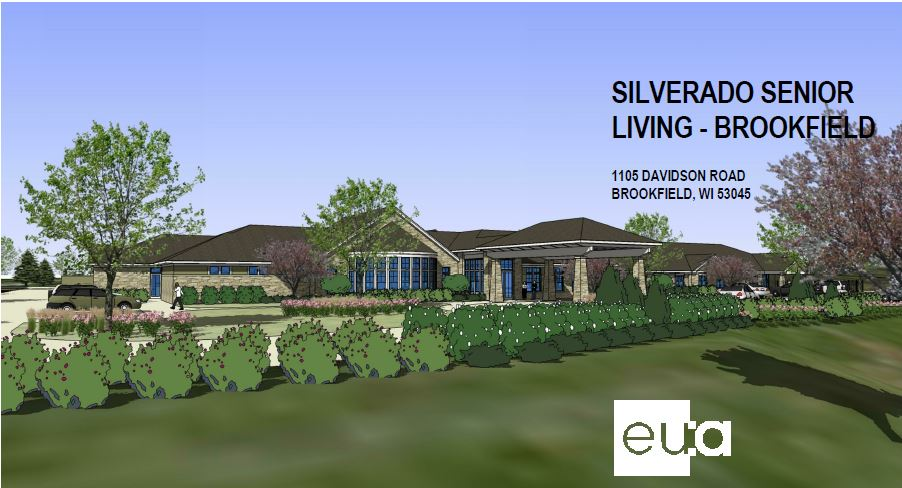 SILVERADO SENIOR
LIVING - BROOKFIELD
1105 DAVIDSON ROAD
BROOKFIELD, WI 53045
eua